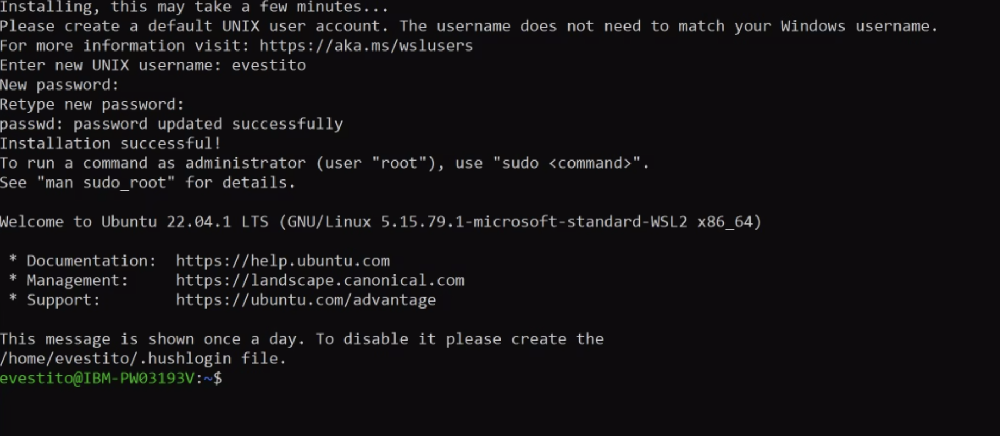 Installing, this may take a few minutes...
Please create a default UNIX user account. The username does not need to match your Windows username.
For more information visit: https://aka.ms/wslusers
Enter new UNIX username: evestito
New password:
Retype new password:
passwd: password updated successfully
Installation successful!
To run a command as administrator (user "root"), use "sudo <command>".
See "man sudo_root" for details.
Welcome to Ubuntu 22.04.1 LTS (GNU/Linux 5.15.79.1-microsoft-standard-WSL2 x86_64)
* Documentation: https://help.ubuntu.com
* Management: https://landscape.canonical.com
* Support: https://ubuntu.com/advantage
This message is shown once a day. To disable it please create the
/home/evestito/.hushlogin file.
evestito@IBM-PW03193V:~$